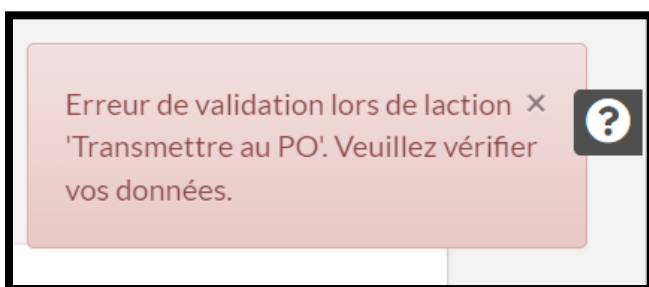 Erreur de validation lors de laction ×
'Transmettre au PO'. Veuillez vérifier
vos données.
?